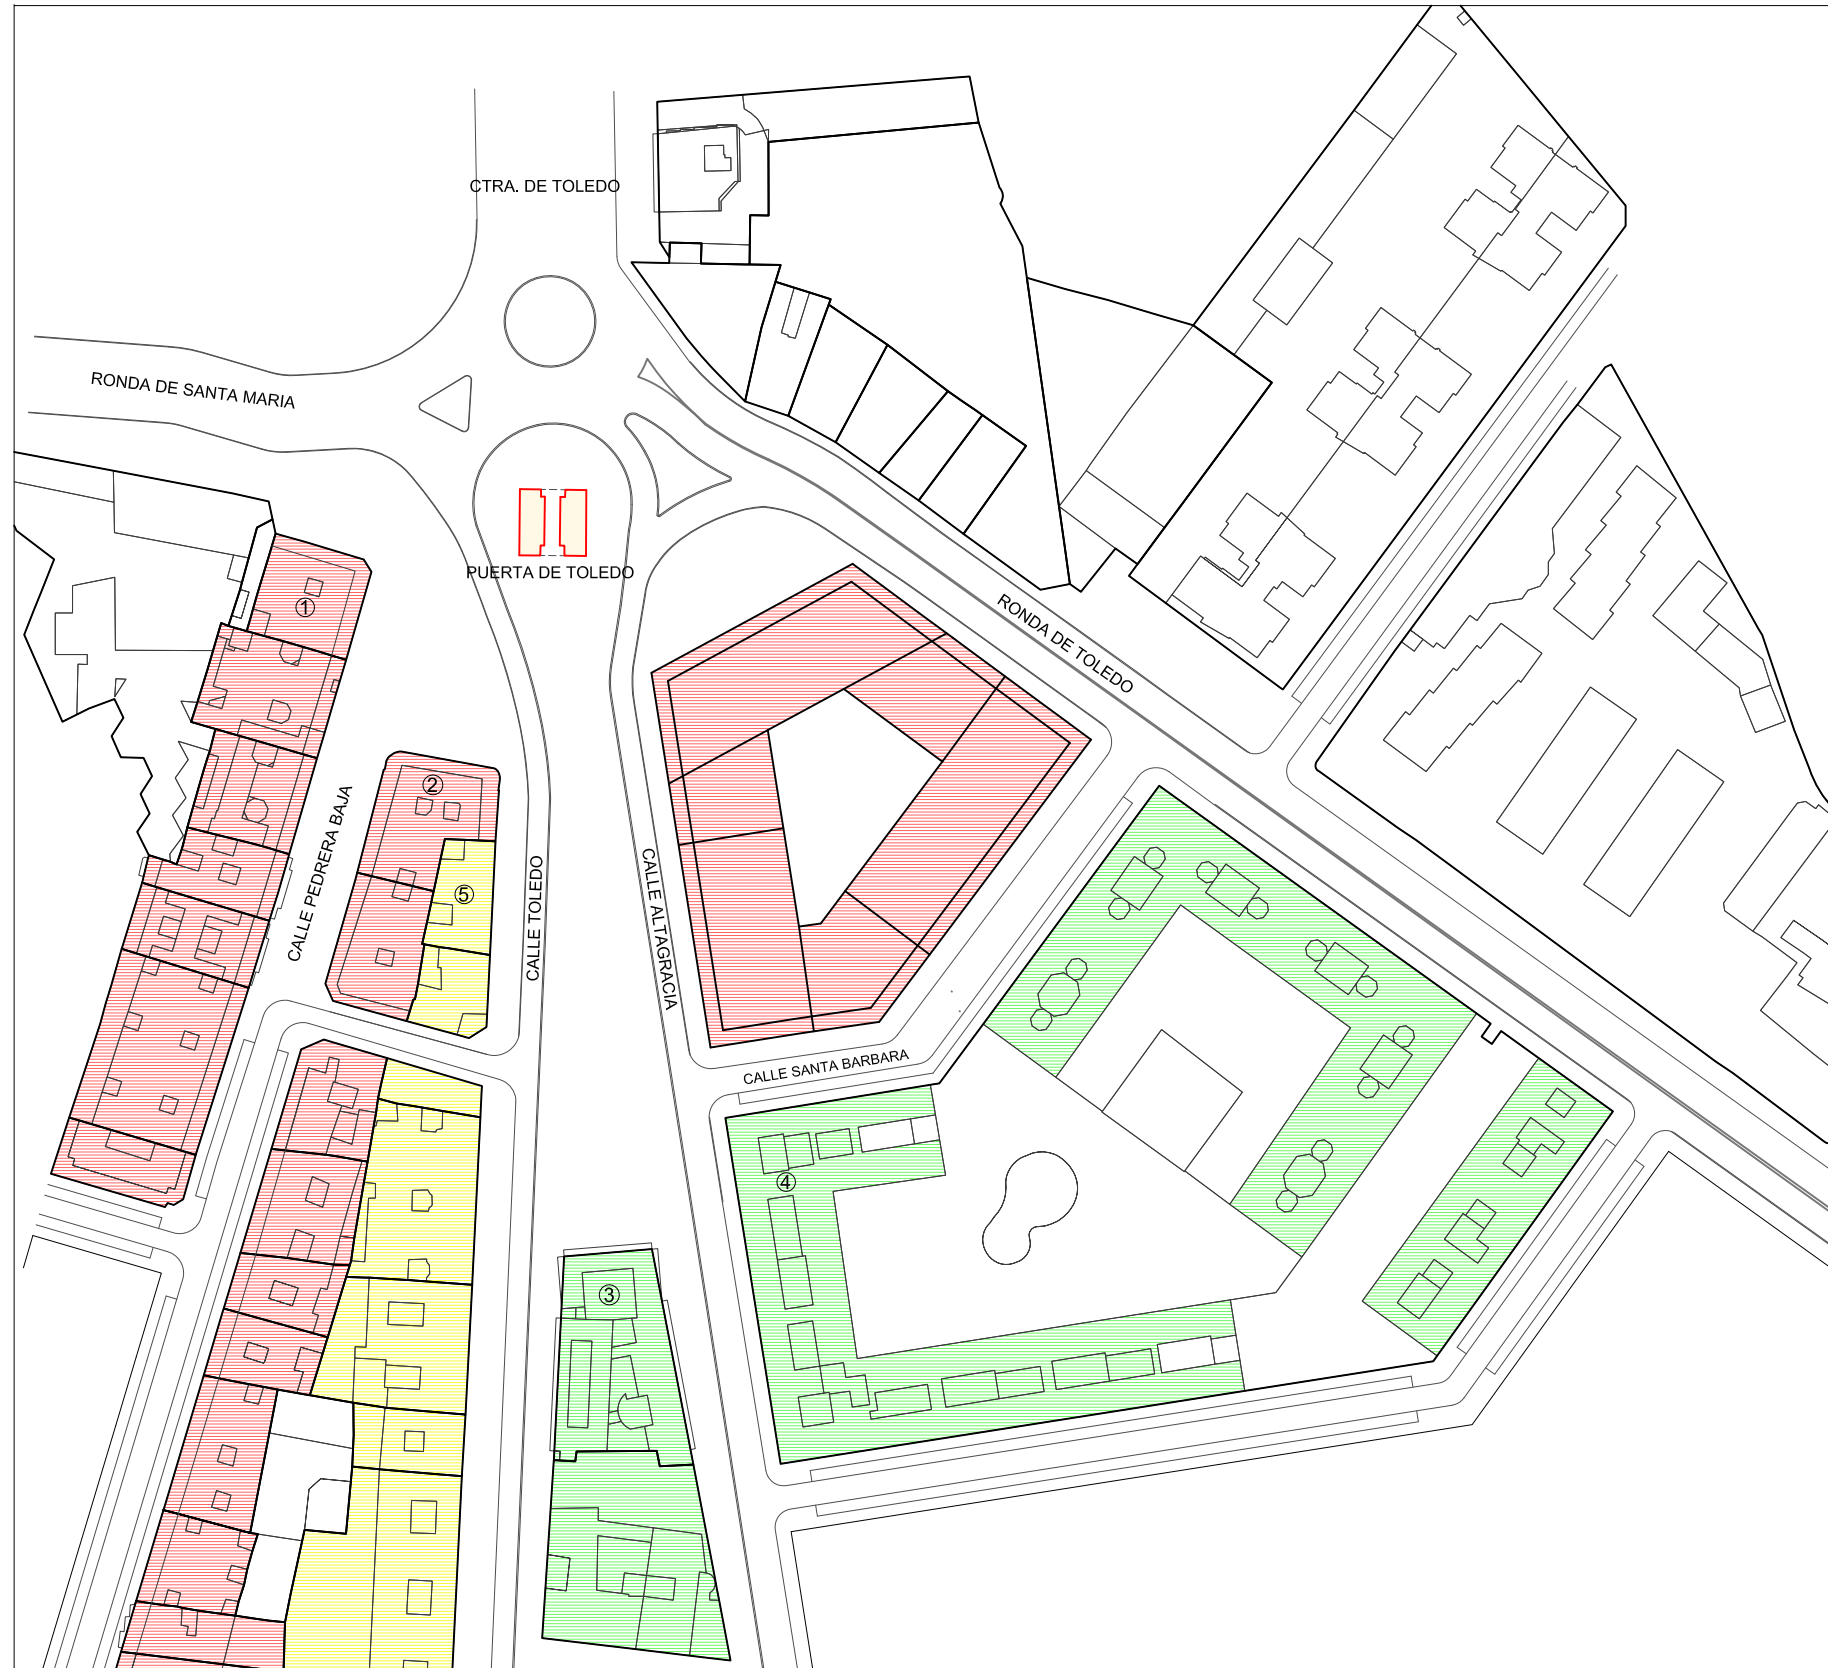 CTRA. DE TOLEDO
RONDA DE SANTA MARIA
PUERTA DE TOLEDO
①
RONDA DE TOLEDO
②
CALLE PEDRERA BAJA
⑤
CALLE TOLEDO
CALLE ALTAGRACIA
CALLE SANTA BARBARA
④
③